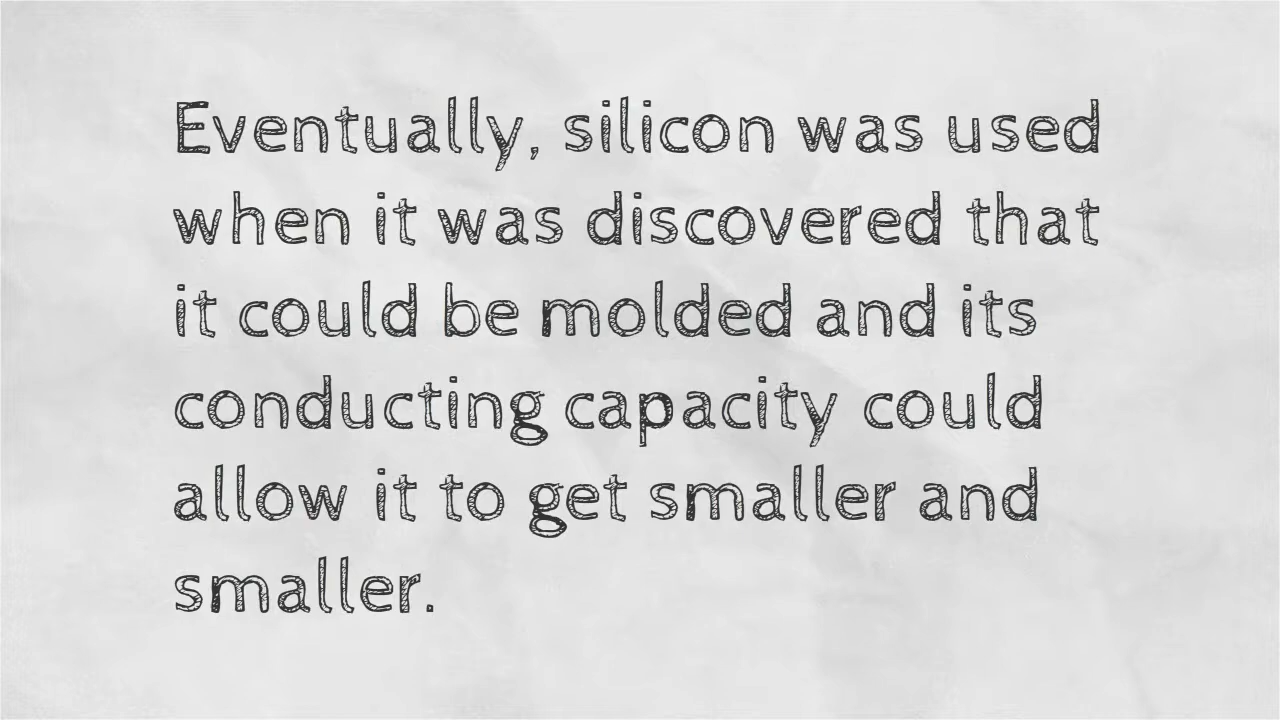 Eventually, silicon was used
when it was discovered that
it could be molded and its
conducting capacity could
allow it to get smaller and
smaller.